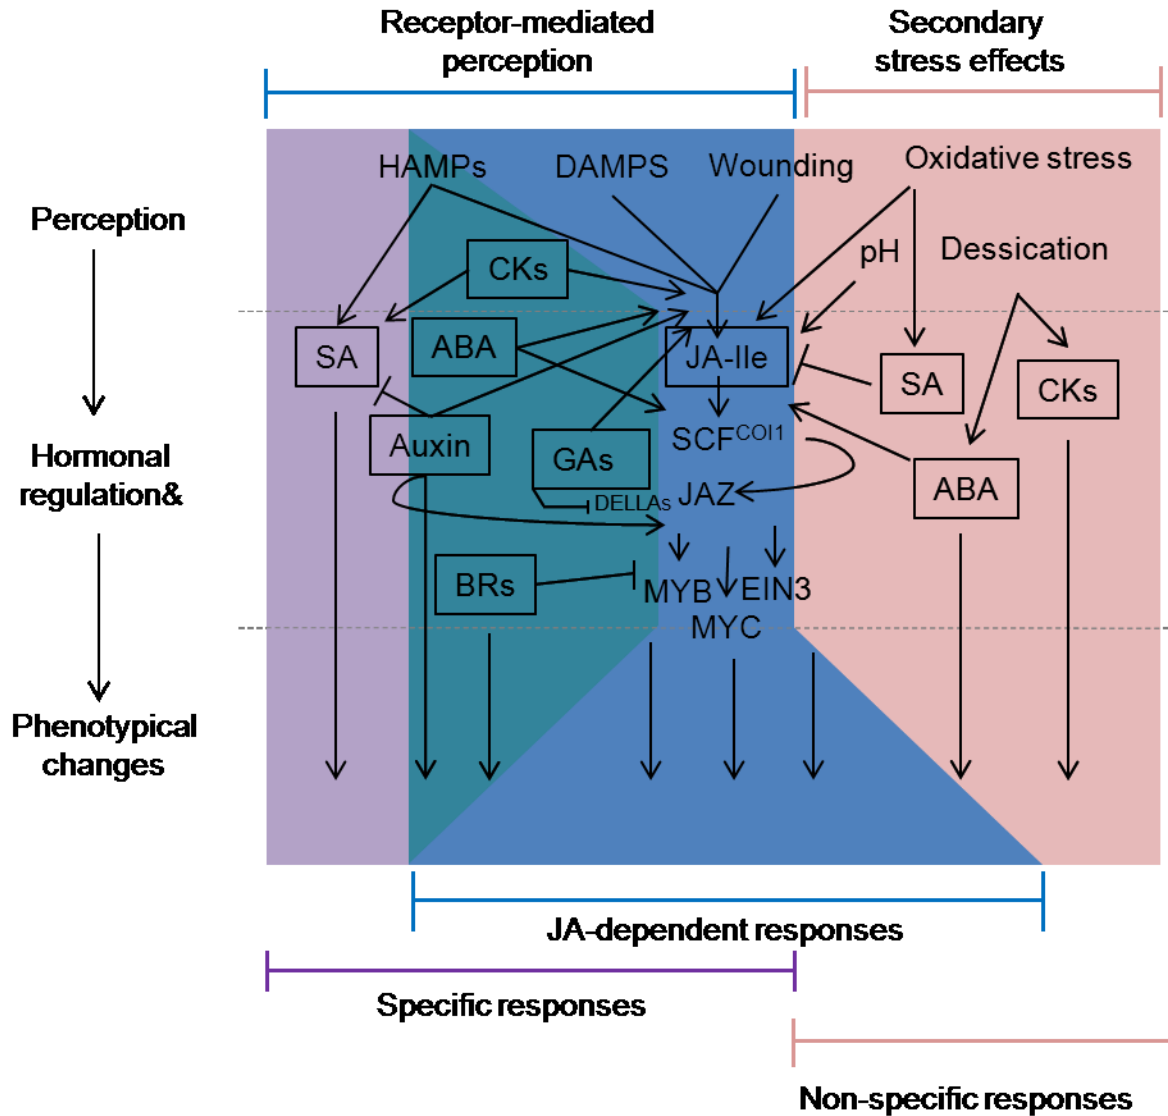 Receptor-mediated
perception
Secondary
stress effects
HAMPs
DAMPS
Wounding
Oxidative stress
Perception
CKs
pH
Dessication
SA
ABA
JA-Ile
SA
CKs
Auxin
GAs
SCF^COI1
ABA
Hormonal
regulation&
DELLAs
JAZ
BRs
MYB
EIN3
MYC
Phenotypical
changes
JA-dependent responses
Specific responses
Non-specific responses